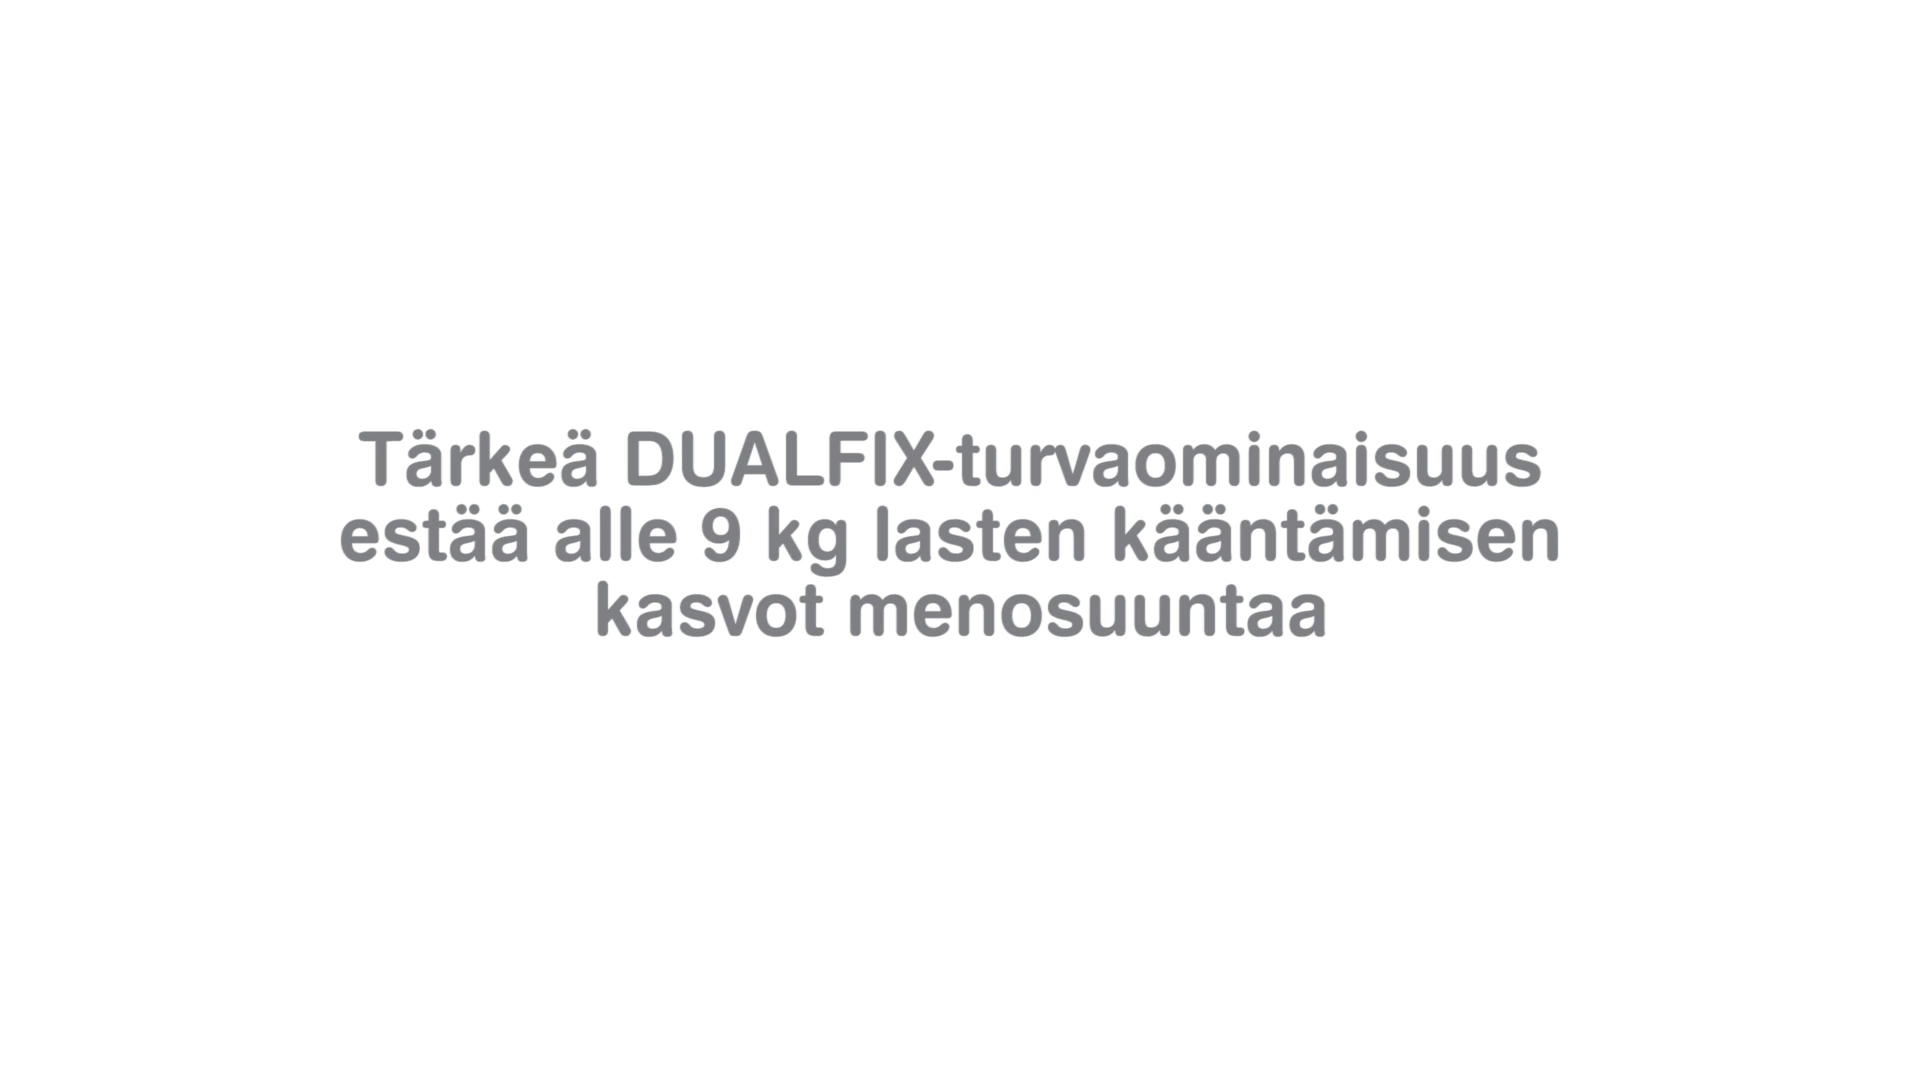 Tärkeä DUALFIX-turvaominaisuus
estää alle 9 kg lasten kääntämisen
kasvot menosuuntaa